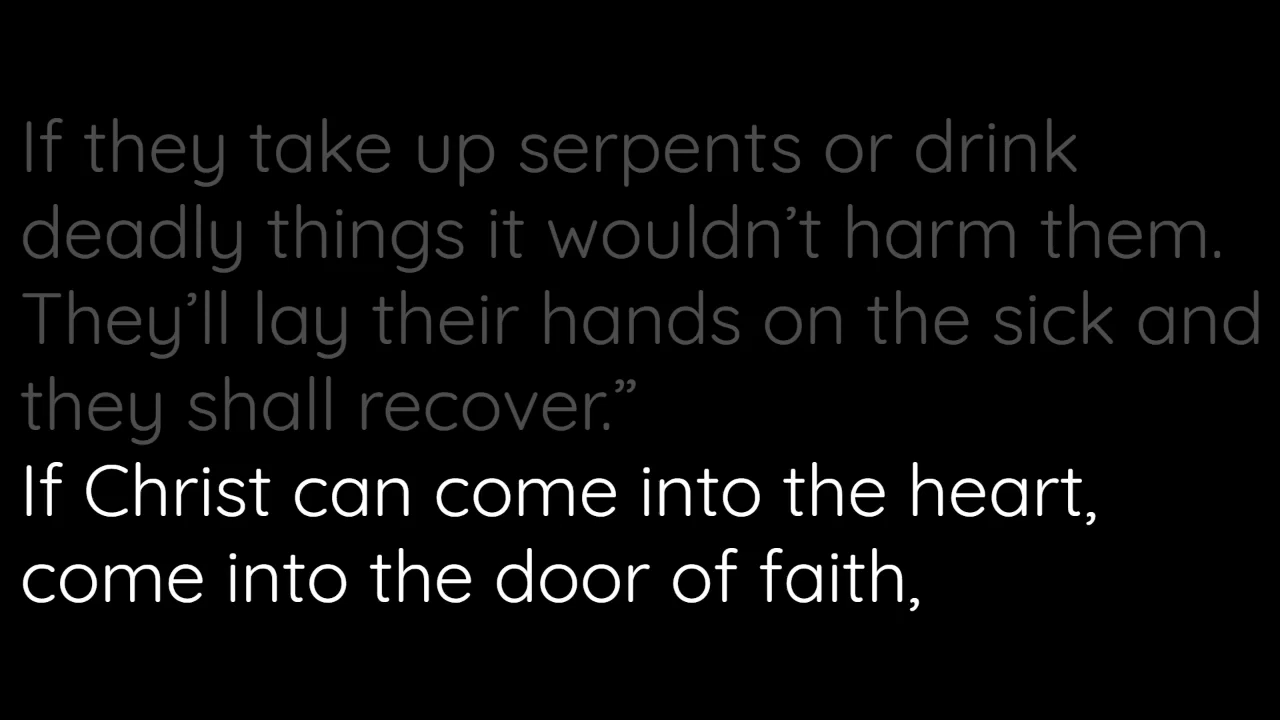 If they take up serpents or drink
deadly things it wouldn’t harm them.
They’ll lay their hands on the sick and
they shall recover.”
If Christ can come into the heart,
come into the door of faith,